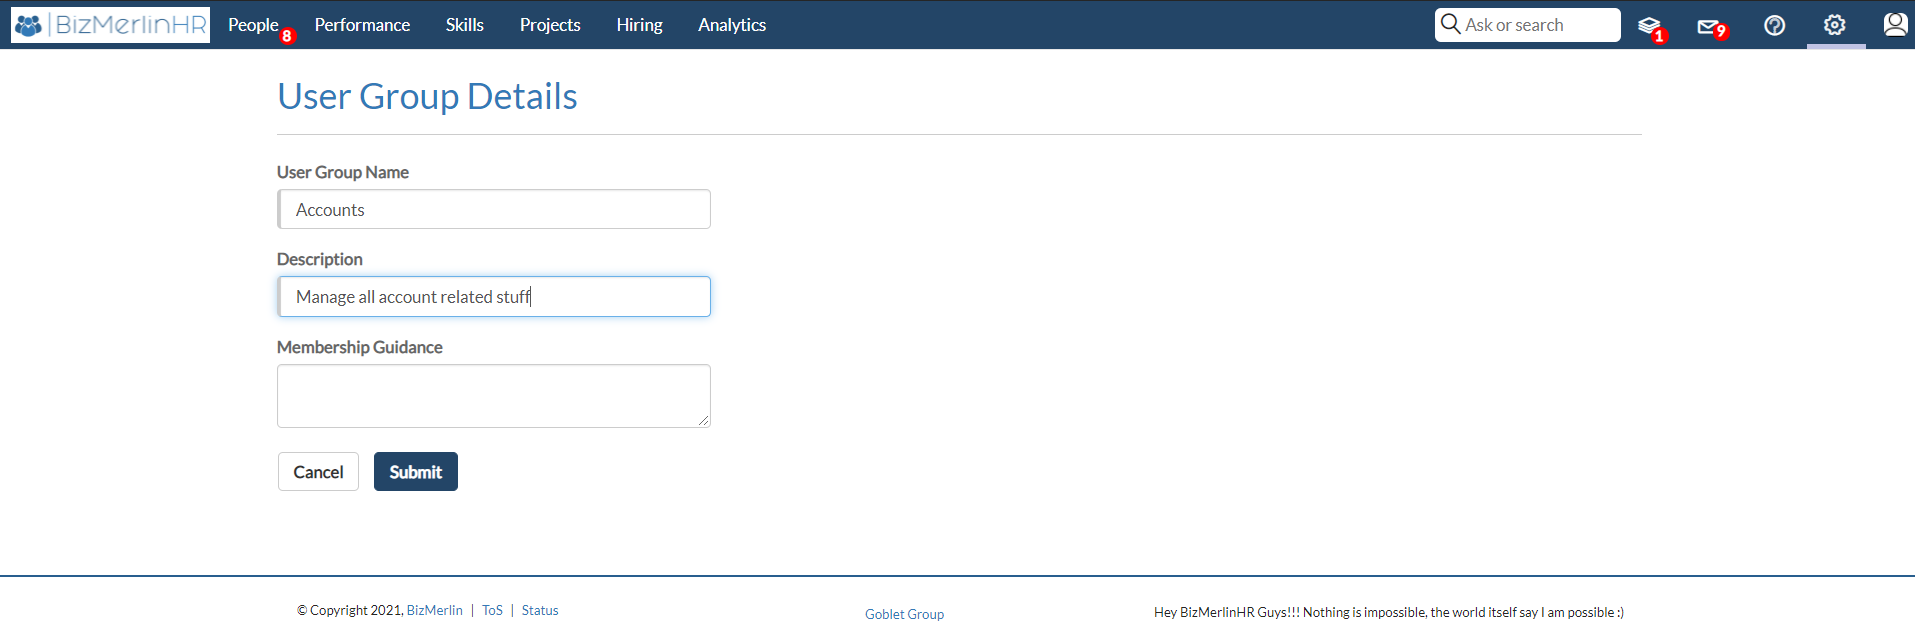 BizMerlinHR People 8 Performance Skills Projects Hiring Analytics Ask or search 1 9
User Group Details
User Group Name
Accounts
Description
Manage all account related stuff
Membership Guidance
Cancel Submit
© Copyright 2021, BizMerlin | ToS | Status Goblet Group Hey BizMerlinHR Guys!!! Nothing is impossible, the world itself say I am possible :)